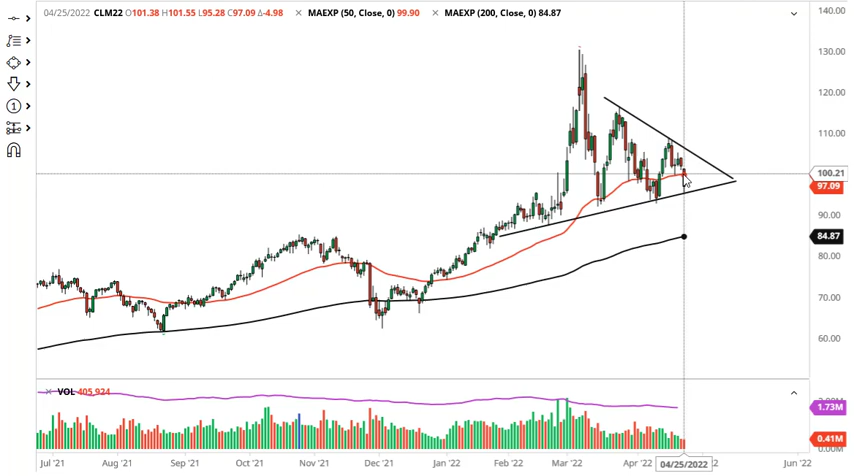 04/25/2022 CLM22 O101.38 H101.55 L95.28 C97.09 Δ-4.98 × MAEXP (50, Close, 0) 99.90 × MAEXP (200, Close, 0) 84.87
140.00
130.00
120.00
110.00
100.21
97.09
90.00
84.87
80.00
70.00
60.00
× VOL 405,924
1.73M
0.41M
0.00M
Jul '21 Aug '21 Sep '21 Oct '21 Nov '21 Dec '21 Jan '22 Feb '22 Mar '22 Apr '22 04/25/2022 Jun '22